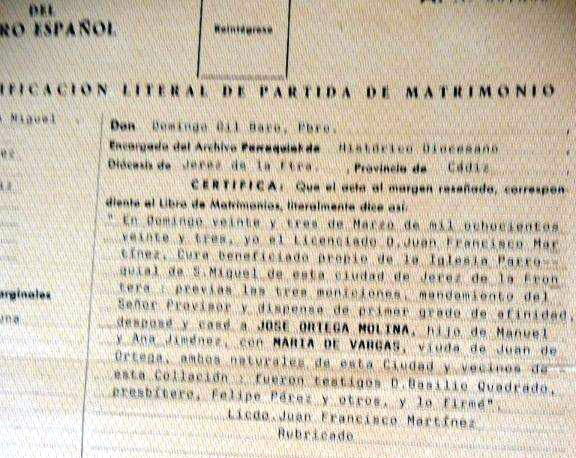 DEL
RO ESPAÑOL
Reintégrese
IFICACION LITERAL DE PARTIDA DE MATRIMONIO
Miguel
Don Domingo Gil Baro, Pbro.
Encargado del Archivo Parroquial de Histórico Diocesano
Diócesis de Jerez de la Ftra. , Provincia de Cádiz
CERTIFICA: Que el acta al margen reseñada, correspon-
diente al Libro de Matrimonios, literalmente dice así:
" En Domingo veinte y tres de Marzo de mil ochocientos
veinte y tres, yo el Licenciado D.Juan Francisco Mar
tínez, Cura beneficiado propio de la Iglesia Parro--
quial de S.Miguel de esta ciudad de Jerez de la Fron
tera ; previas las tres moniciones, mandamiento del
Señor Provisor y dispensa de primer grado de afinidad,
desposé y casé a JOSE ORTEGA MOLINA, hijo de Manuel
y Ana Jiménez, con MARIA DE VARGAS, viuda de Juan de
Ortega, ambos naturales de esta Ciudad y vecinos de
esta Collación ; fueron testigos D.Basilio Quadrado,
presbítero, Felipe Pérez y otros, y lo firmé".
Licdo.Juan Francisco Martínez
Rubricado
ez
iz
arginales
una